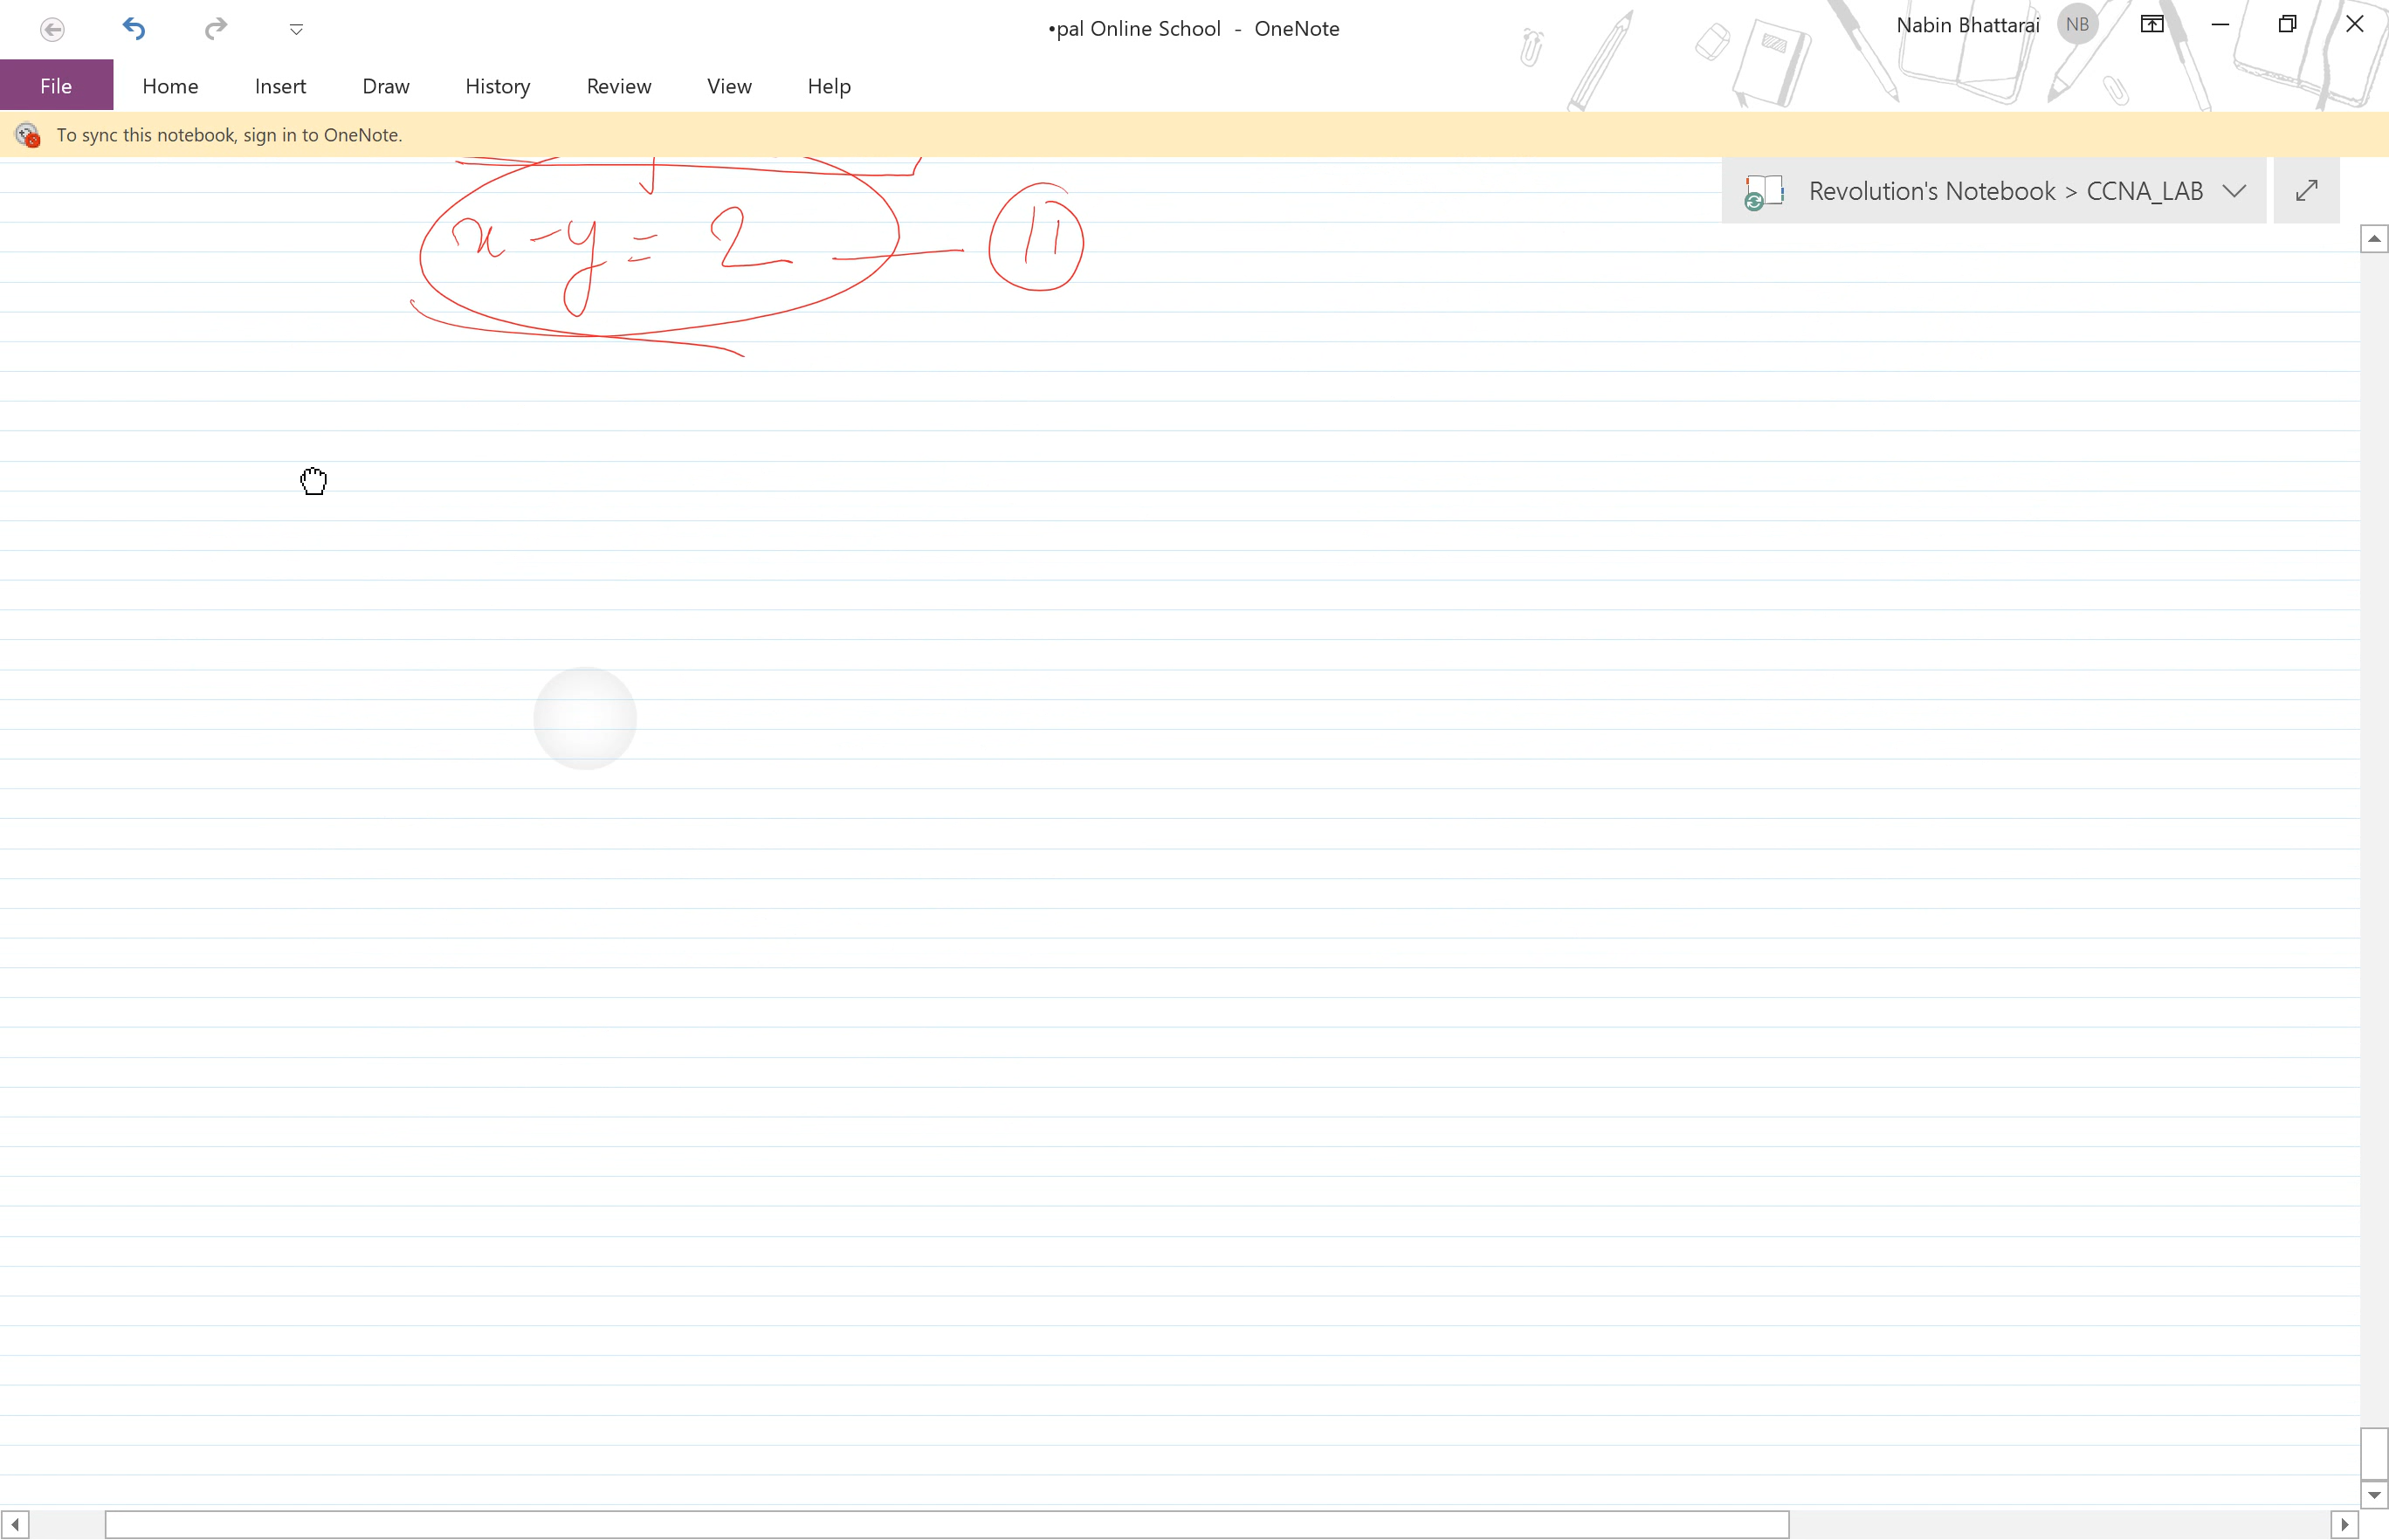 •pal Online School - OneNote
Nabin Bhattarai NB
File Home Insert Draw History Review View Help
To sync this notebook, sign in to OneNote.
Revolution's Notebook > CCNA_LAB
x - y = 2 — 11